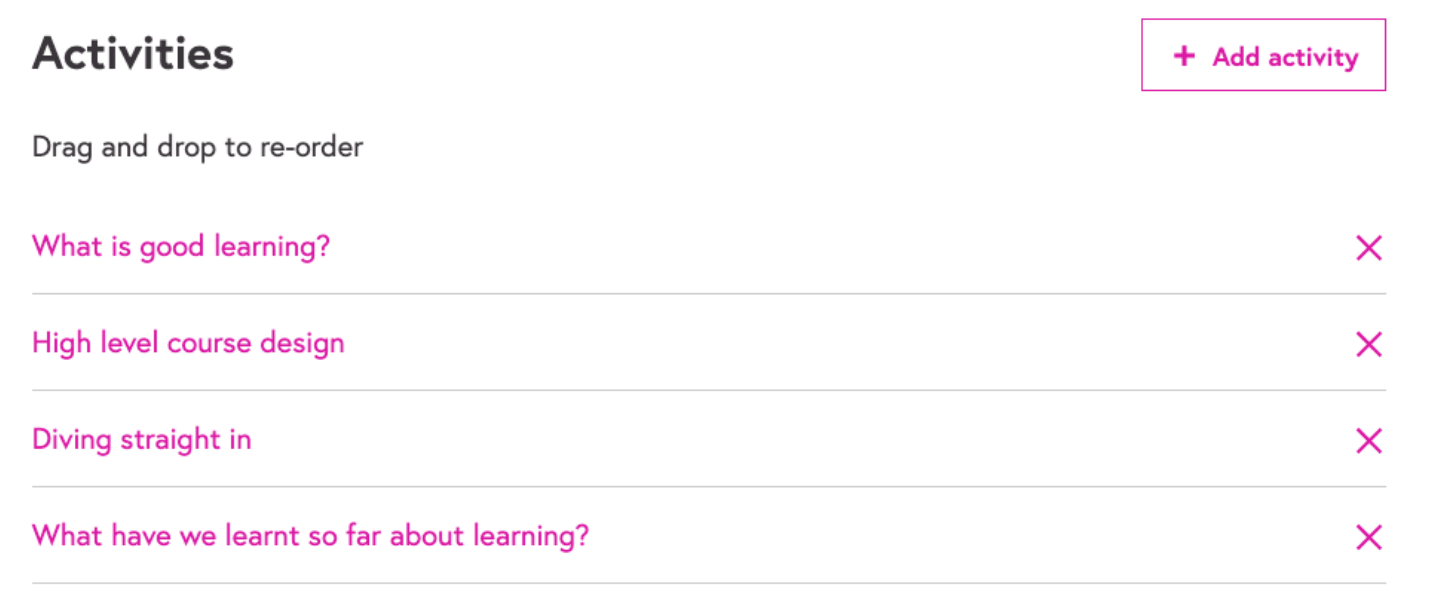 Activities
+ Add activity
Drag and drop to re-order
What is good learning?
High level course design
Diving straight in
What have we learnt so far about learning?